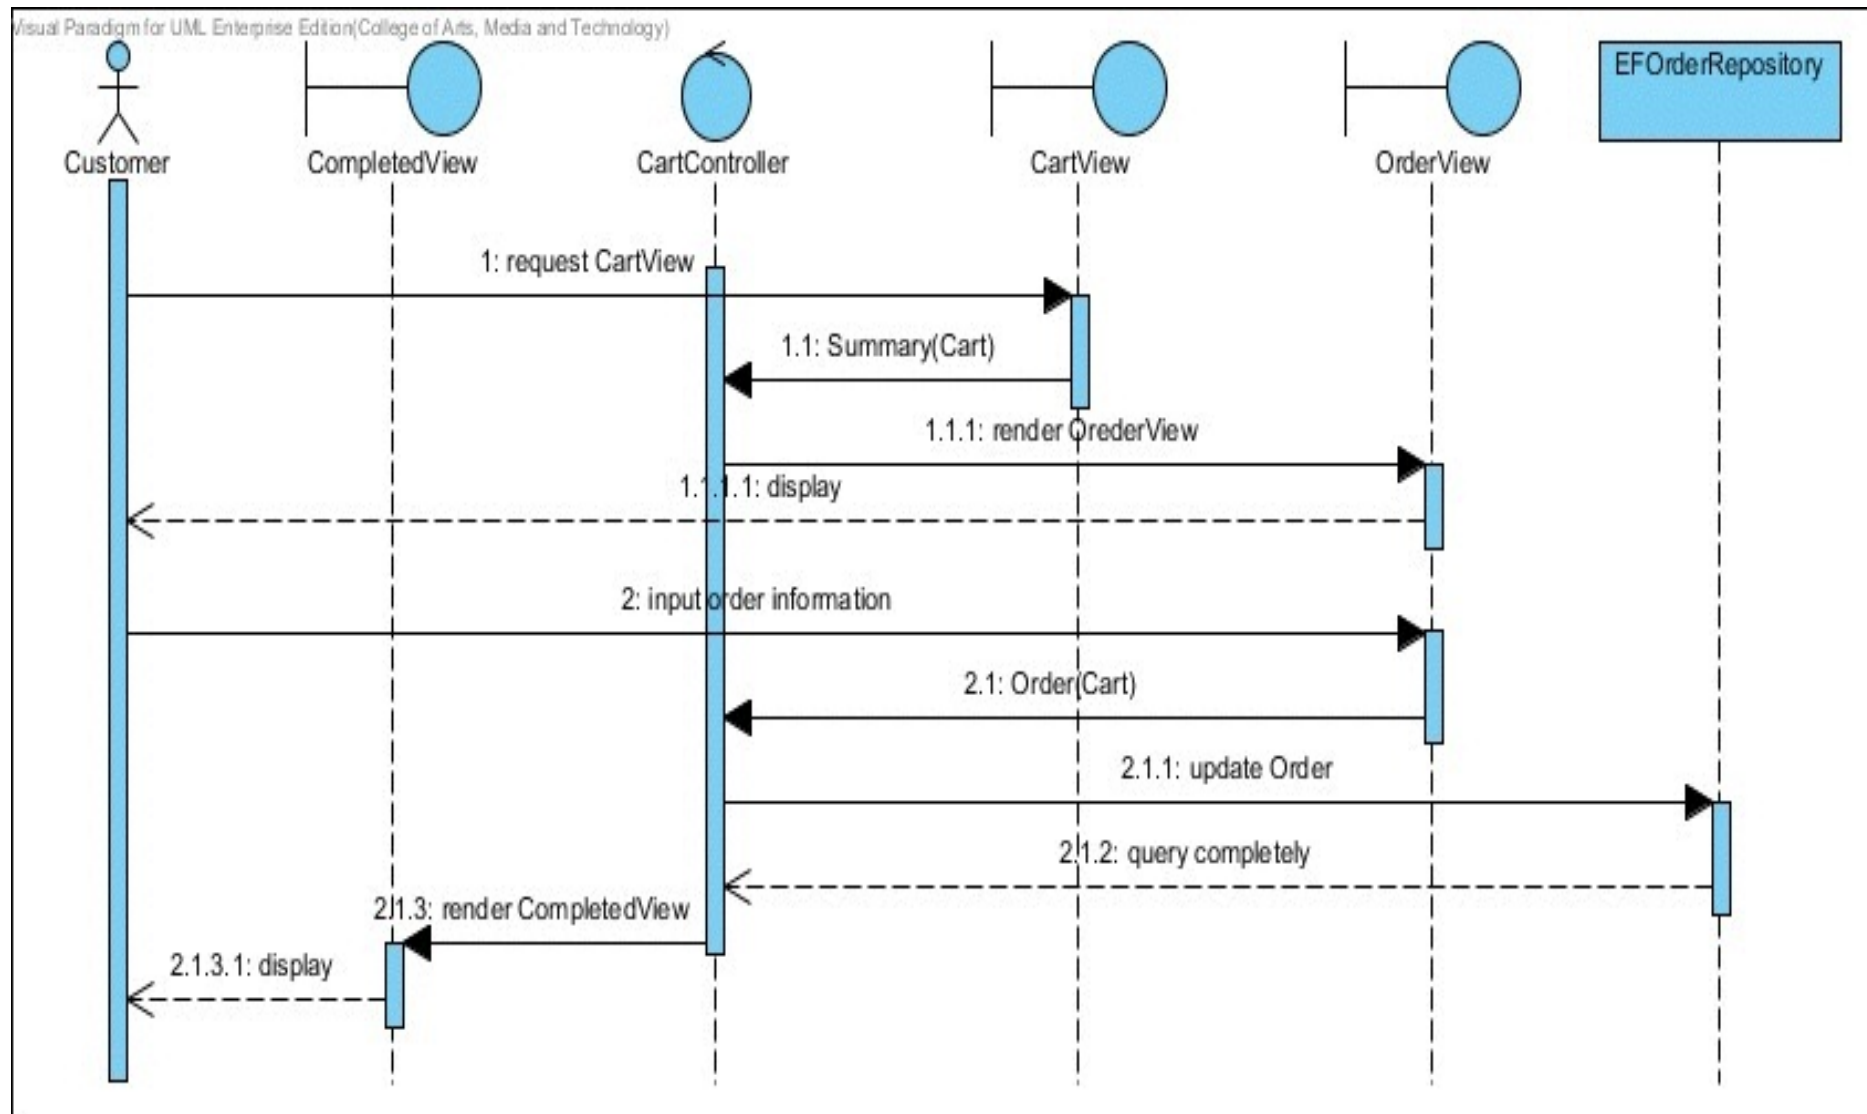 Visual Paradigm for UML Enterprise Edition(College of Arts, Media and Technology)
EFOrderRepository
Customer
CompletedView
CartController
CartView
OrderView
1: request CartView
1.1: Summary(Cart)
1.1.1: render OrederView
1.1.1.1: display
2: input order information
2.1: Order(Cart)
2.1.1: update Order
2.1.2: query completely
2.1.3: render CompletedView
2.1.3.1: display